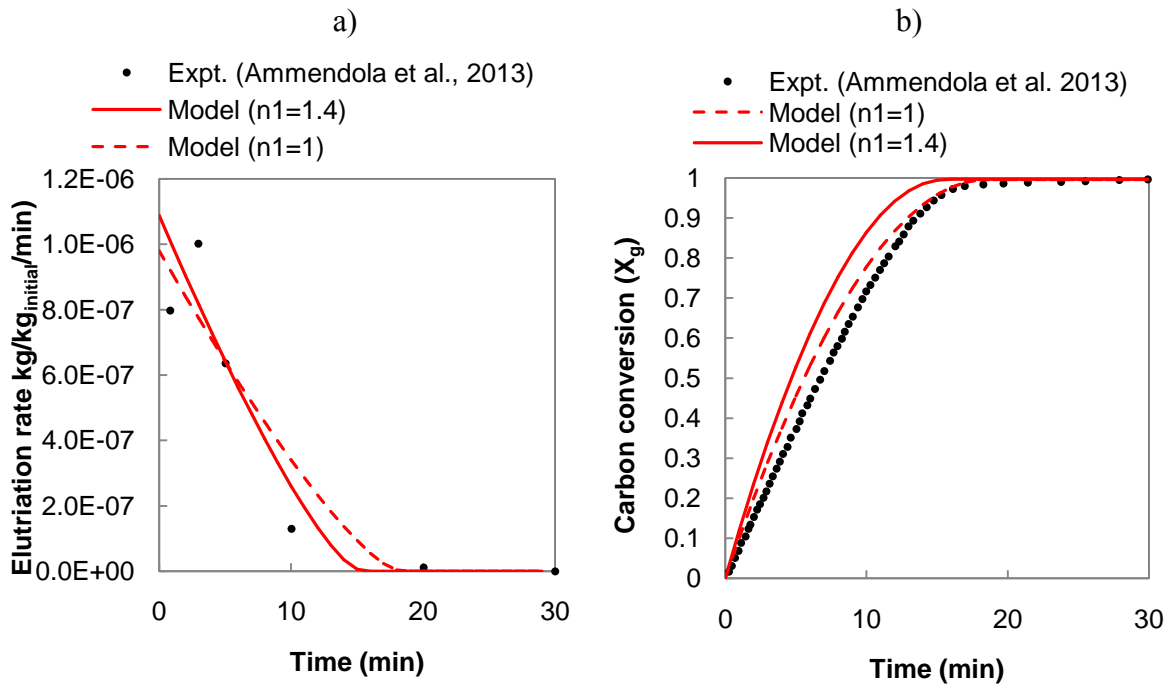 a)
Expt. (Ammendola et al., 2013)
Model (n1=1.4)
Model (n1=1)
Elutriation rate kg/kginitial/min)
1.2E-06
1.0E-06
8.0E-07
6.0E-07
4.0E-07
2.0E-07
0.0E+00
0 10 20 30
Time (min)
b)
Expt. (Ammendola et al. 2013)
Model (n1=1)
Model (n1=1.4)
Carbon conversion (Xg)
1
0.9
0.8
0.7
0.6
0.5
0.4
0.3
0.2
0.1
0
0 10 20 30
Time (min)